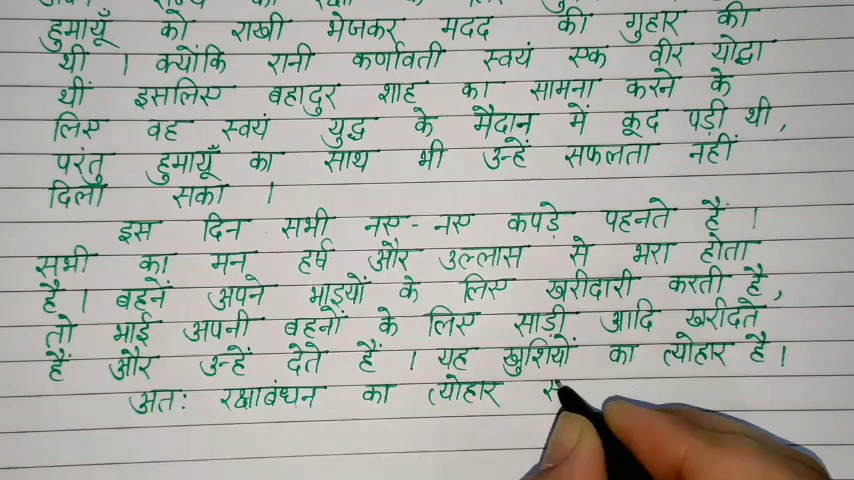 हुमायूँ को राखी भेजकर मदद की गुहार की
थी । क्योंकि रानी कर्णावती स्वयं एक वीर योद्धा
थीं इसलिए बहादुर शाह का सामना करने के
लिए वह स्वयं युद्ध के मैदान में कूद पड़ी थी,
परंतु हुमायूँ का साथ भी उन्हें सफलता नहीं
दिला सका ।
इस दिन सभी नए-नए कपड़े पहनते हैं ।
सभी का मन हर्ष और उल्लास से भरा होता
है । बहनें अपने भाइयों के लिए खरीदारी करती है,
तो भाई अपनी बहनों के लिए साड़ी आदि खरीदते
हैं और उन्हें देते हैं । यह खुशियों का त्योहार है ।
अतः रक्षाबंधन का त्योहार